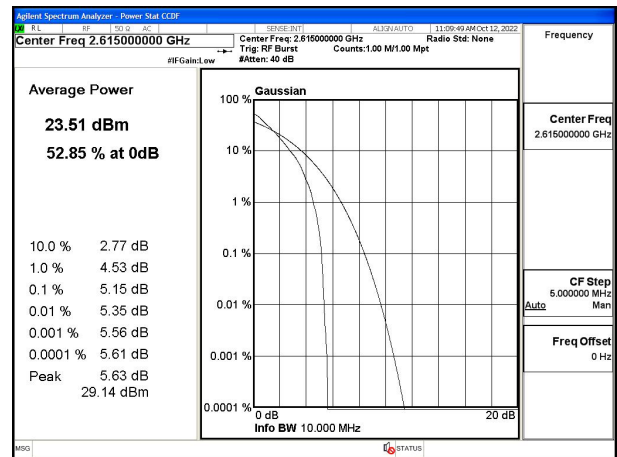 Agilent Spectrum Analyzer - Power Stat CCDF
RL RF 50 Ω AC SENSE:INT ALIGNAUTO 11:09:49 AM Oct 12, 2022
Center Freq 2.615000000 GHz
Center Freq: 2.615000000 GHz Radio Std: None
Trig: RF Burst Counts:1.00 M/1.00 Mpt
#IFGain:Low #Atten: 40 dB
Frequency
Average Power
23.51 dBm
52.85 % at 0dB
10.0 % 2.77 dB
1.0 % 4.53 dB
0.1 % 5.15 dB
0.01 % 5.35 dB
0.001 % 5.56 dB
0.0001 % 5.61 dB
Peak 5.63 dB
29.14 dBm
Gaussian
100 %
10 %
1 %
0.1 %
0.01 %
0.001 %
0.0001 %
0 dB 20 dB
Info BW 10.000 MHz
Center Freq
2.615000000 GHz
CF Step
5.000000 MHz
Auto Man
Freq Offset
0 Hz
MSG STATUS